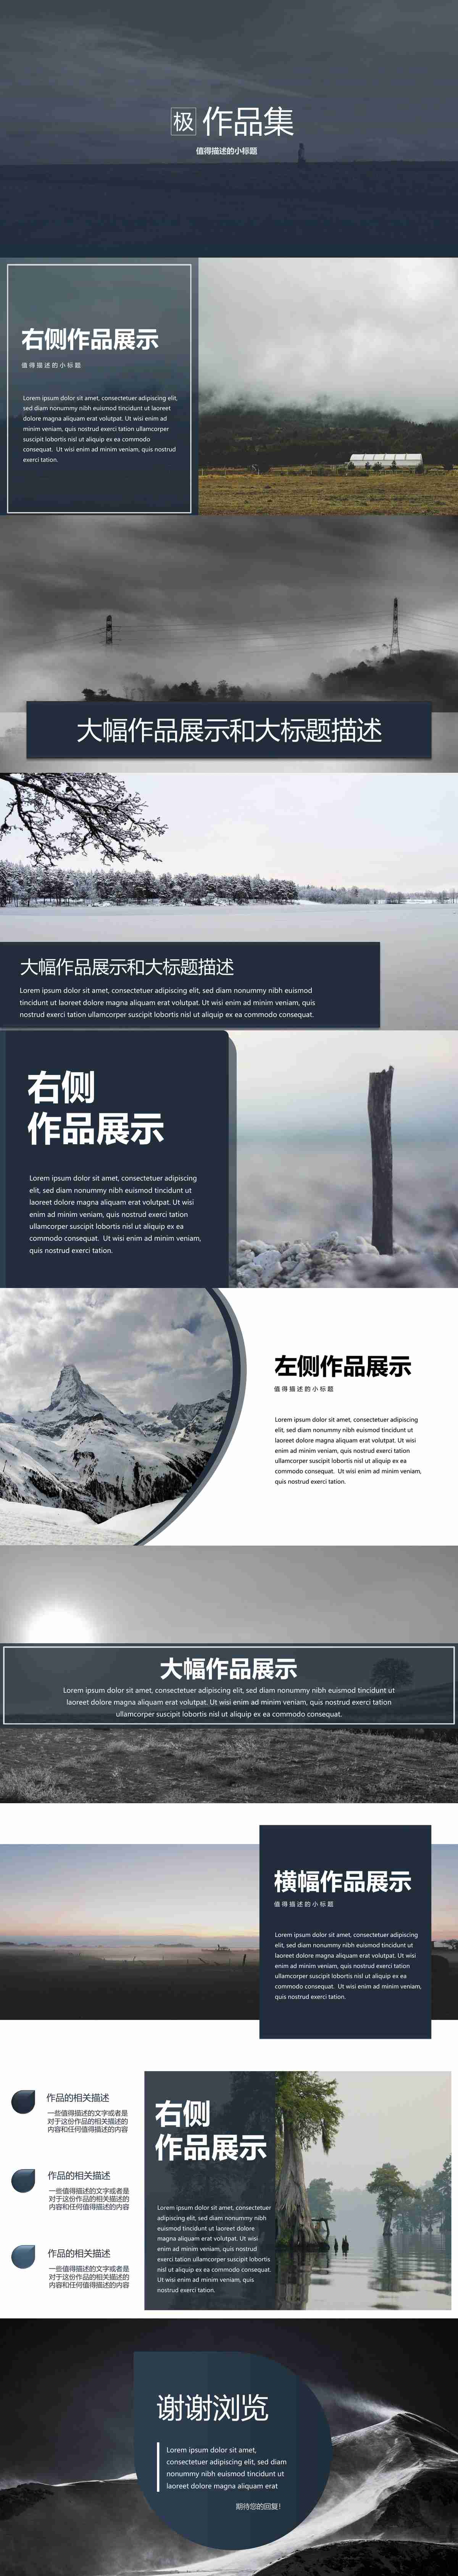 极 作品集
值得描述的小标题
右侧作品展示
值得描述的小标题
Lorem ipsum dolor sit amet, consectetuer adipiscing elit,
sed diam nonummy nibh euismod tincidunt ut laoreet
dolore magna aliquam erat volutpat. Ut wisi enim ad
minim veniam, quis nostrud exerci tation ullamcorper
suscipit lobortis nisl ut aliquip ex ea commodo
consequat. Ut wisi enim ad minim veniam, quis nostrud
exerci tation.
大幅作品展示和大标题描述
大幅作品展示和大标题描述
Lorem ipsum dolor sit amet, consectetuer adipiscing elit, sed diam nonummy nibh euismod
tincidunt ut laoreet dolore magna aliquam erat volutpat. Ut wisi enim ad minim veniam, quis
nostrud exerci tation ullamcorper suscipit lobortis nisl ut aliquip ex ea commodo consequat.
右侧
作品展示
Lorem ipsum dolor sit amet, consectetuer adipiscing
elit, sed diam nonummy nibh euismod tincidunt ut
laoreet dolore magna aliquam erat volutpat. Ut wisi
enim ad minim veniam, quis nostrud exerci tation
ullamcorper suscipit lobortis nisl ut aliquip ex ea
commodo consequat. Ut wisi enim ad minim veniam,
quis nostrud exerci tation.
左侧作品展示
值得描述的小标题
Lorem ipsum dolor sit amet, consectetuer adipiscing
elit, sed diam nonummy nibh euismod tincidunt ut
laoreet dolore magna aliquam erat volutpat. Ut wisi
enim ad minim veniam, quis nostrud exerci tation
ullamcorper suscipit lobortis nisl ut aliquip ex ea
commodo consequat. Ut wisi enim ad minim veniam,
quis nostrud exerci tation.
大幅作品展示
Lorem ipsum dolor sit amet, consectetuer adipiscing elit, sed diam nonummy nibh euismod tincidunt ut
laoreet dolore magna aliquam erat volutpat. Ut wisi enim ad minim veniam, quis nostrud exerci tation
ullamcorper suscipit lobortis nisl ut aliquip ex ea commodo consequat.
横幅作品展示
值得描述的小标题
Lorem ipsum dolor sit amet, consectetuer adipiscing
elit, sed diam nonummy nibh euismod tincidunt ut
laoreet dolore magna aliquam erat volutpat. Ut wisi
enim ad minim veniam, quis nostrud exerci tation
ullamcorper suscipit lobortis nisl ut aliquip ex ea
commodo consequat. Ut wisi enim ad minim veniam,
quis nostrud exerci tation.
作品的相关描述
一些值得描述的文字或者是
对于这份作品的相关描述的
内容和任何值得描述的内容
作品的相关描述
一些值得描述的文字或者是
对于这份作品的相关描述的
内容和任何值得描述的内容
作品的相关描述
一些值得描述的文字或者是
对于这份作品的相关描述的
内容和任何值得描述的内容
右侧
作品展示
Lorem ipsum dolor sit amet, consectetuer
adipiscing elit, sed diam nonummy nibh
euismod tincidunt ut laoreet dolore
magna aliquam erat volutpat. Ut wisi
enim ad minim veniam, quis nostrud
exerci tation ullamcorper suscipit lobortis
nisl ut aliquip ex ea commodo consequat.
Ut wisi enim ad minim veniam, quis
nostrud exerci tation.
谢谢浏览
Lorem ipsum dolor sit amet,
consectetuer adipiscing elit, sed diam
nonummy nibh euismod tincidunt ut
laoreet dolore magna aliquam erat
期待您的回复!